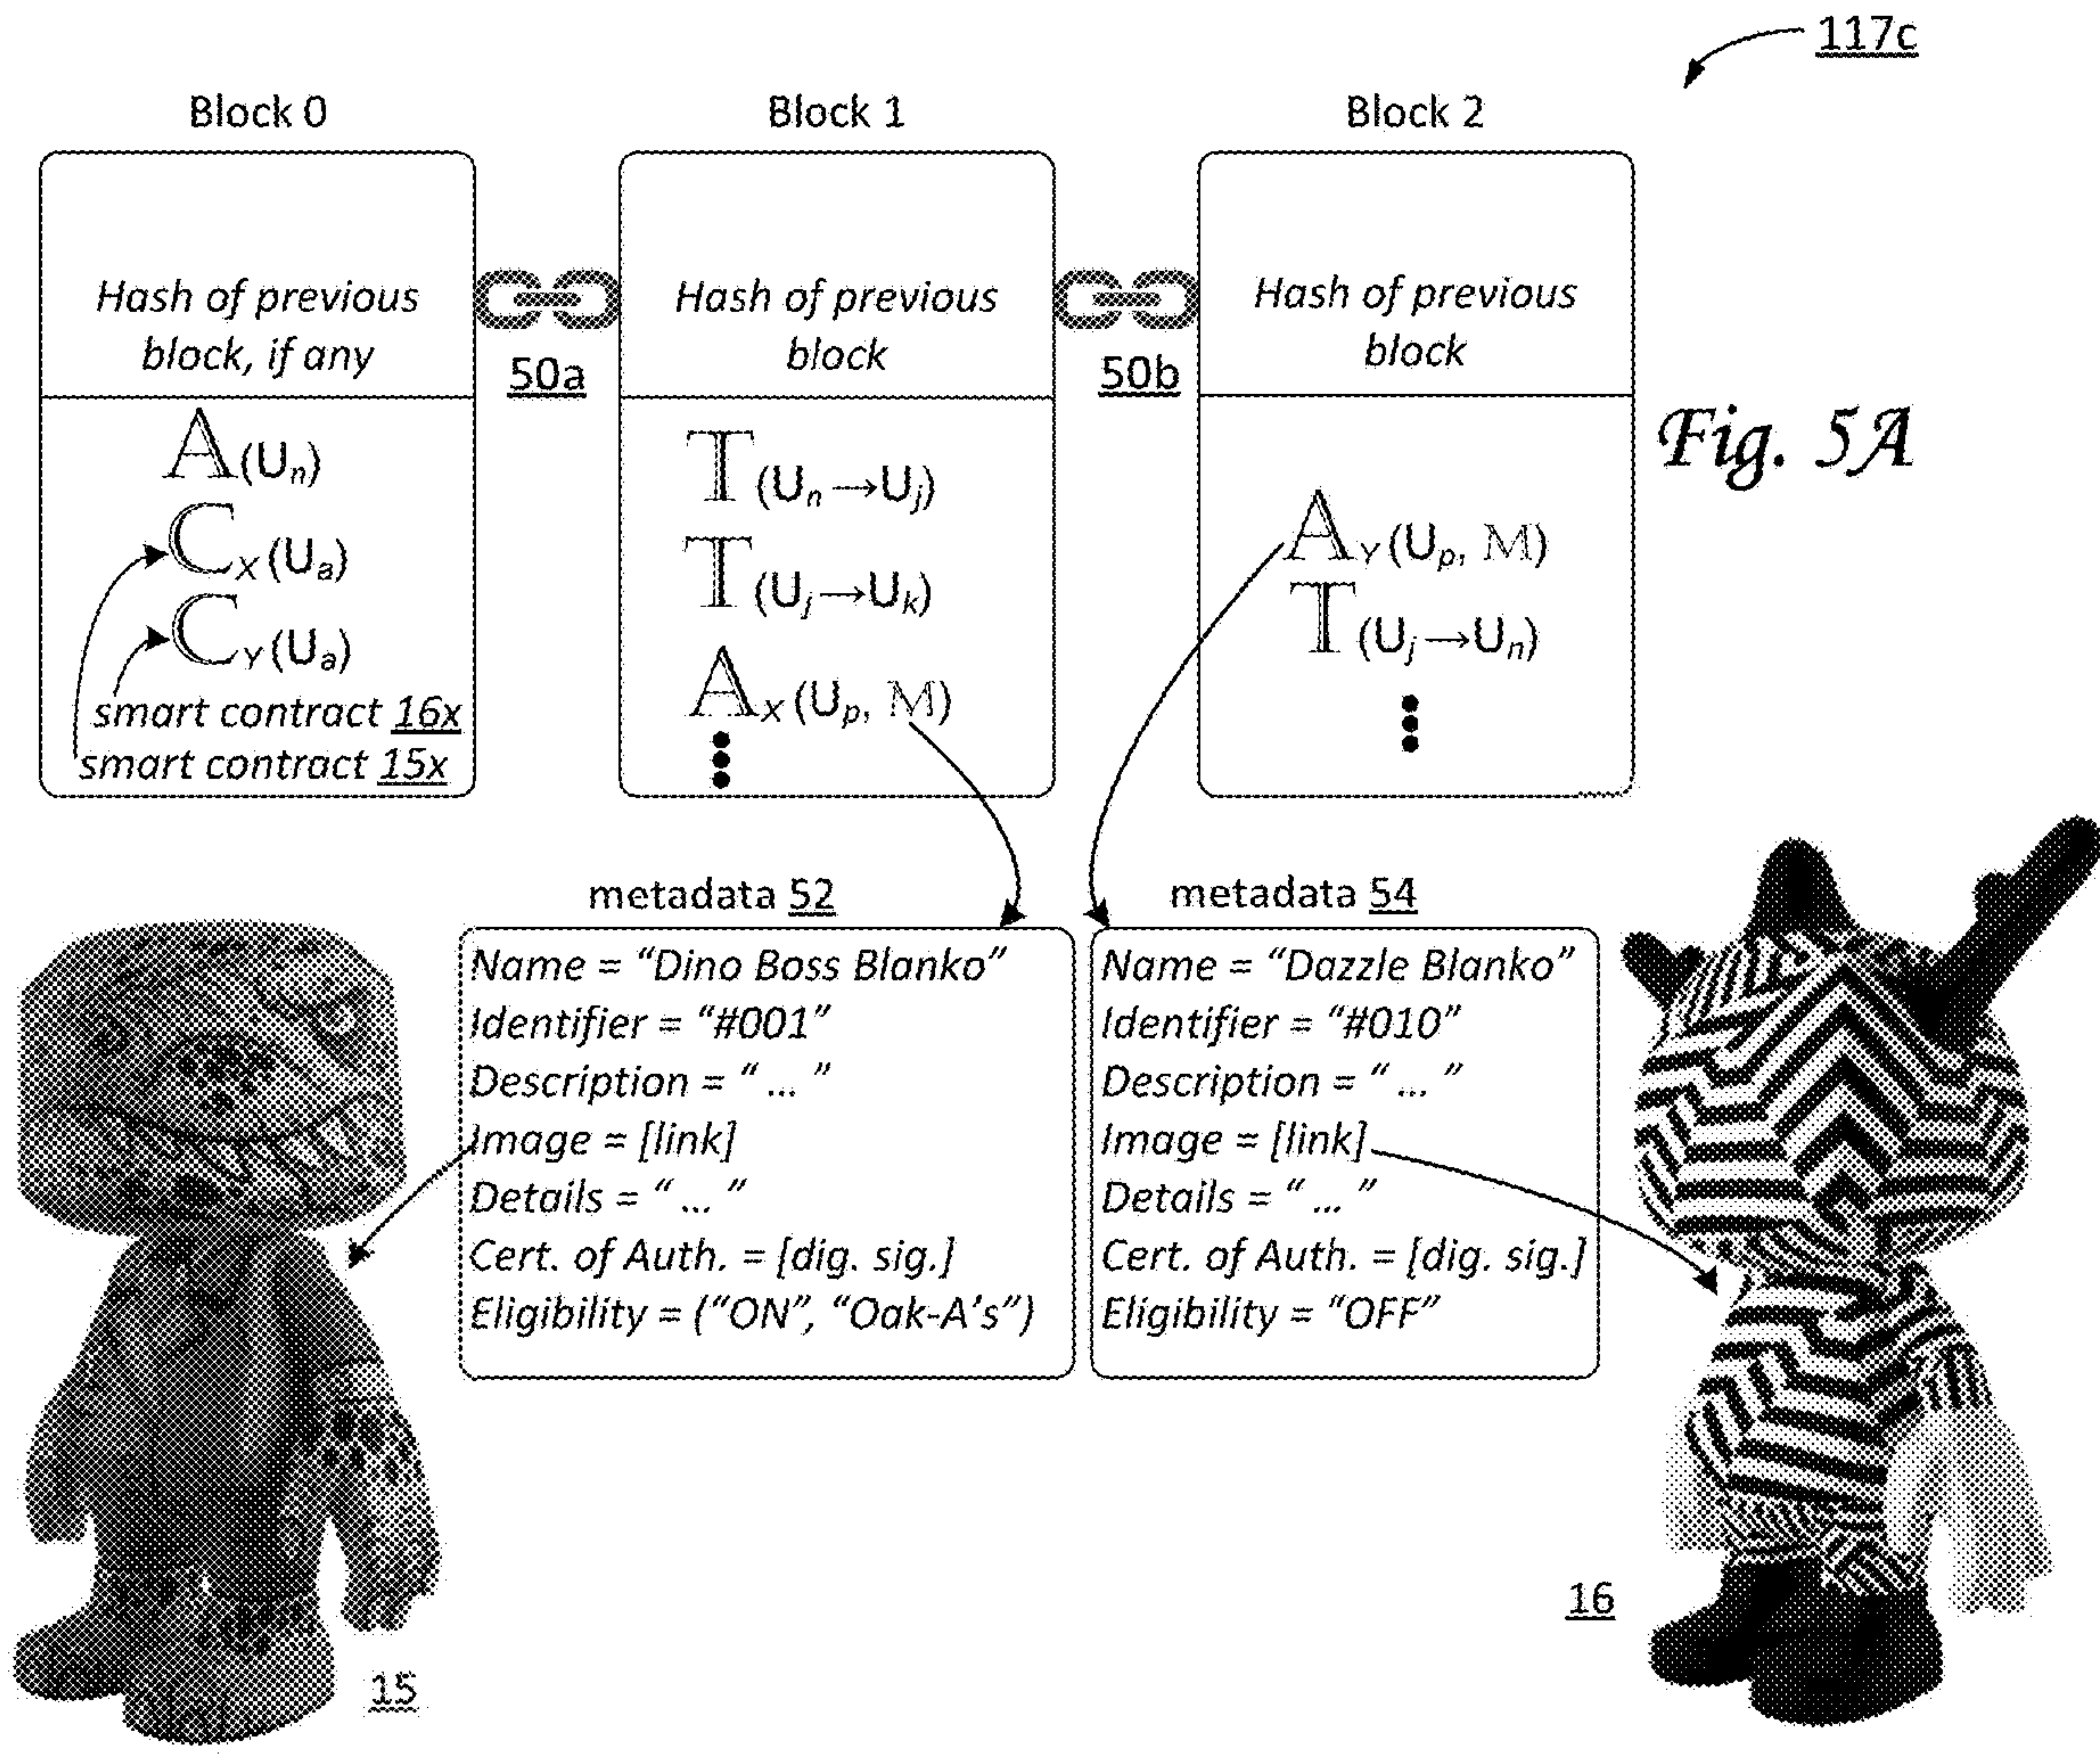 117c
Block 0
Hash of previous
block, if any
A(Un)
CX(Ua)
CY(Ua)
smart contract 16x
smart contract 15x
50a
Block 1
Hash of previous
block
T(Un→Uj)
T(Uj→Uk)
AX(Up, M)
50b
Block 2
Hash of previous
block
AY(Up, M)
T(Uj→Un)
Fig. 5A
metadata 52
Name = “Dino Boss Blanko”
Identifier = “#001”
Description = “ ... ”
Image = [link]
Details = “ ... ”
Cert. of Auth. = [dig. sig.]
Eligibility = (“ON”, “Oak-A’s”)
metadata 54
Name = “Dazzle Blanko”
Identifier = “#010”
Description = “ ... ”
Image = [link]
Details = “ ... ”
Cert. of Auth. = [dig. sig.]
Eligibility = “OFF”
15
16